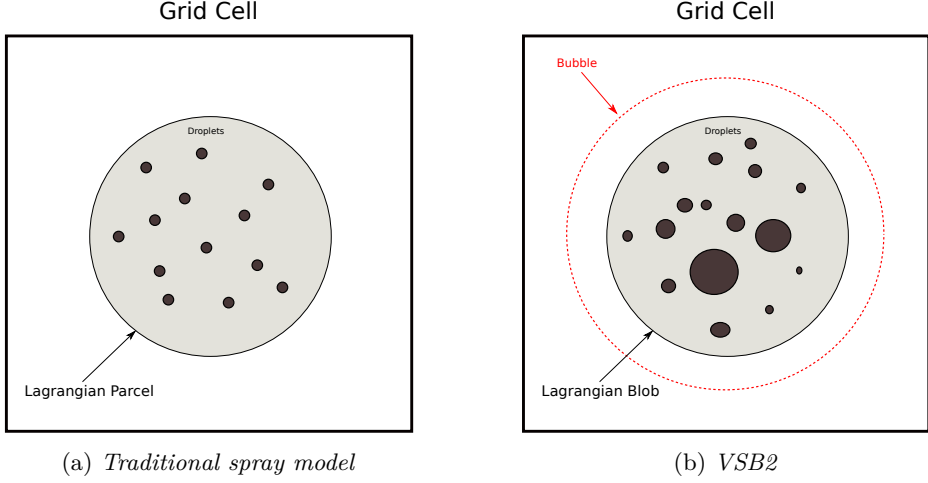 Grid Cell
Droplets
Lagrangian Parcel
(a) Traditional spray model
Grid Cell
Bubble
Droplets
Lagrangian Blob
(b) VSB2